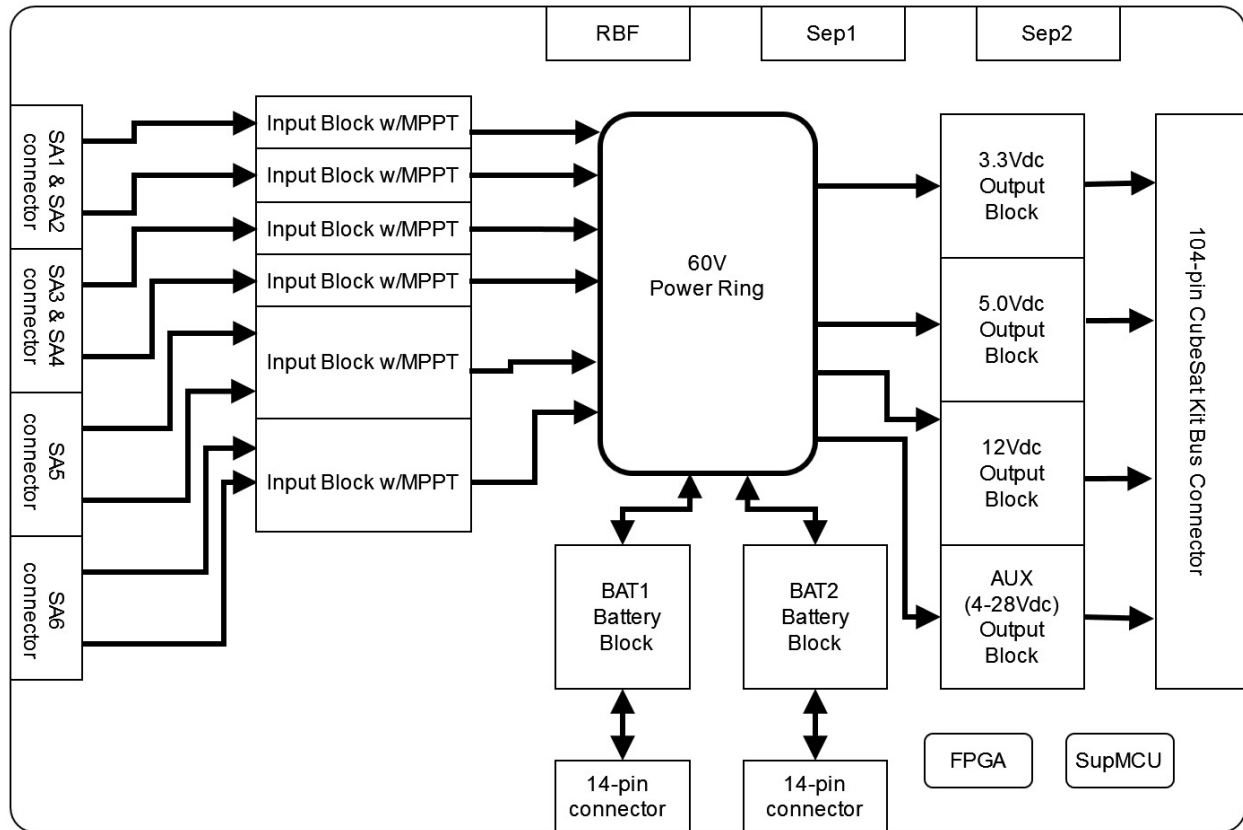 RBF
Sep1
Sep2
SA1 & SA2
connector
SA3 & SA4
connector
SA5
connector
SA6
connector
Input Block w/MPPT
Input Block w/MPPT
Input Block w/MPPT
Input Block w/MPPT
Input Block w/MPPT
Input Block w/MPPT
60V
Power Ring
3.3Vdc
Output
Block
5.0Vdc
Output
Block
12Vdc
Output
Block
AUX
(4-28Vdc)
Output
Block
104-pin CubeSat Kit Bus Connector
BAT1
Battery
Block
BAT2
Battery
Block
14-pin
connector
14-pin
connector
FPGA
SupMCU